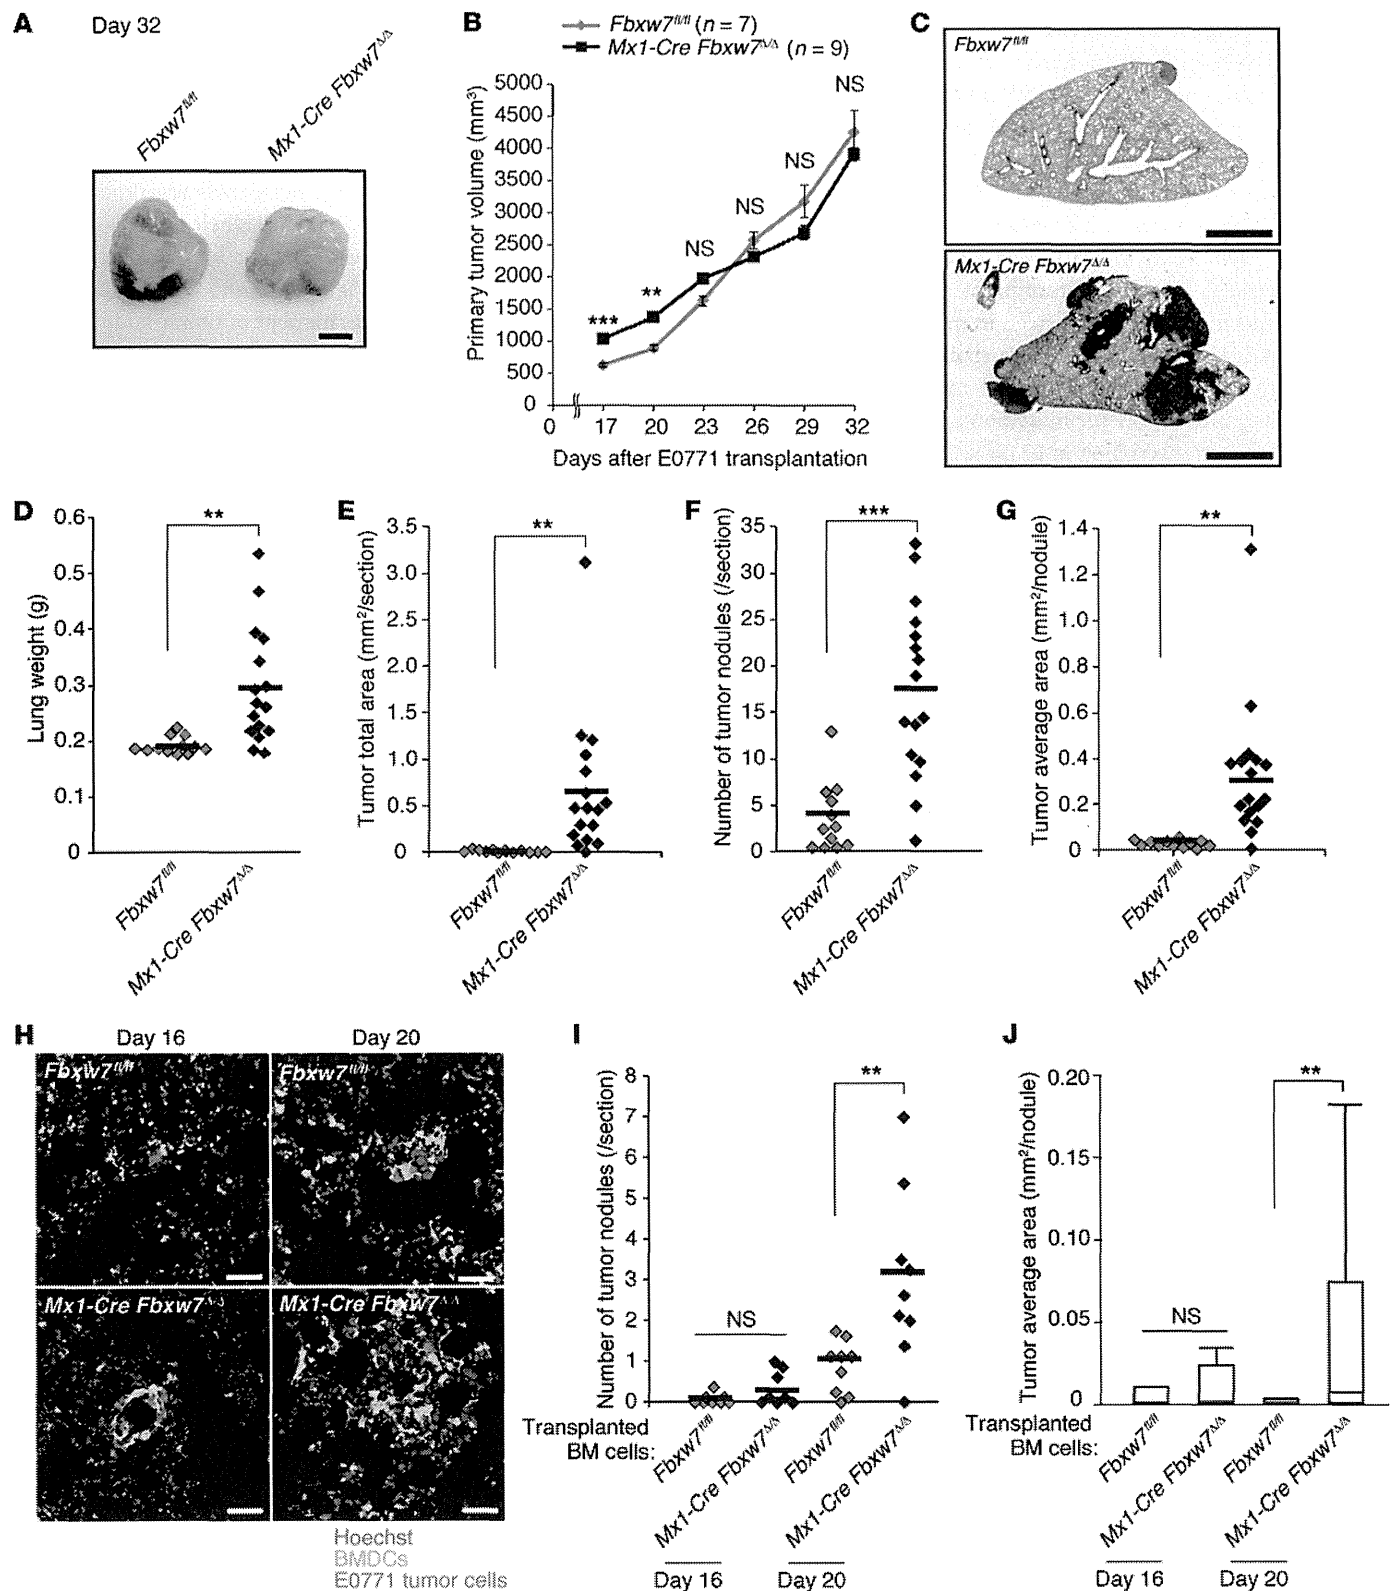 A
Day 32
Fbxw7fl/fl
Mx1-Cre Fbxw7Δ/Δ
B
Fbxw7fl/fl (n = 7)
Mx1-Cre Fbxw7Δ/Δ (n = 9)
Primary tumor volume (mm3)
5000
4500
4000
3500
3000
2500
2000
1500
1000
500
0
***
**
NS
NS
NS
NS
0
17
20
23
26
29
32
Days after E0771 transplantation
C
Fbxw7fl/fl
Mx1-Cre Fbxw7Δ/Δ
D
Lung weight (g)
0.6
0.5
0.4
0.3
0.2
0.1
0
**
Fbxw7fl/fl
Mx1-Cre Fbxw7Δ/Δ
E
Tumor total area (mm2/section)
3.5
3.0
2.5
2.0
1.5
1.0
0.5
0
**
Fbxw7fl/fl
Mx1-Cre Fbxw7Δ/Δ
F
Number of tumor nodules (/section)
35
30
25
20
15
10
5
0
***
Fbxw7fl/fl
Mx1-Cre Fbxw7Δ/Δ
G
Tumor average area (mm2/nodule)
1.4
1.2
1.0
0.8
0.6
0.4
0.2
0
**
Fbxw7fl/fl
Mx1-Cre Fbxw7Δ/Δ
H
Day 16
Day 20
Fbxw7fl/fl
Fbxw7fl/fl
Mx1-Cre Fbxw7Δ/Δ
Mx1-Cre Fbxw7Δ/Δ
Hoechst
BMDCs
E0771 tumor cells
I
Number of tumor nodules (/section)
8
7
6
5
4
3
2
1
0
NS
**
Transplanted
BM cells:
Fbxw7fl/fl
Mx1-Cre Fbxw7Δ/Δ
Fbxw7fl/fl
Mx1-Cre Fbxw7Δ/Δ
Day 16
Day 20
J
Tumor average area (mm2/nodule)
0.20
0.15
0.10
0.05
0
NS
**
Transplanted
BM cells:
Fbxw7fl/fl
Mx1-Cre Fbxw7Δ/Δ
Fbxw7fl/fl
Mx1-Cre Fbxw7Δ/Δ
Day 16
Day 20